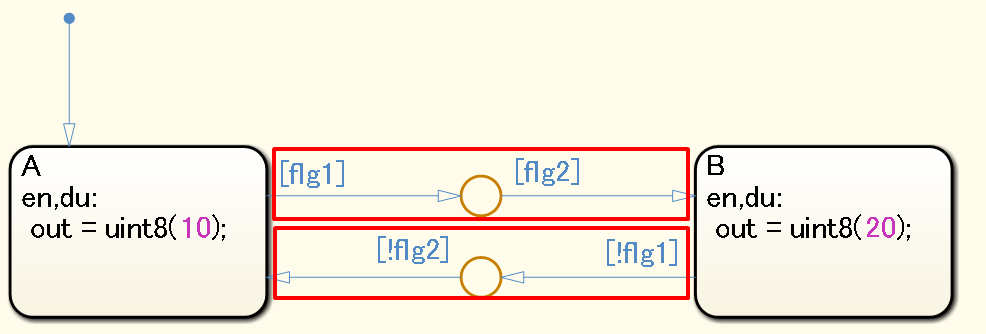 A
en,du:
out = uint8(10);
[flg1]
[flg2]
[!flg2]
[!flg1]
B
en,du:
out = uint8(20);